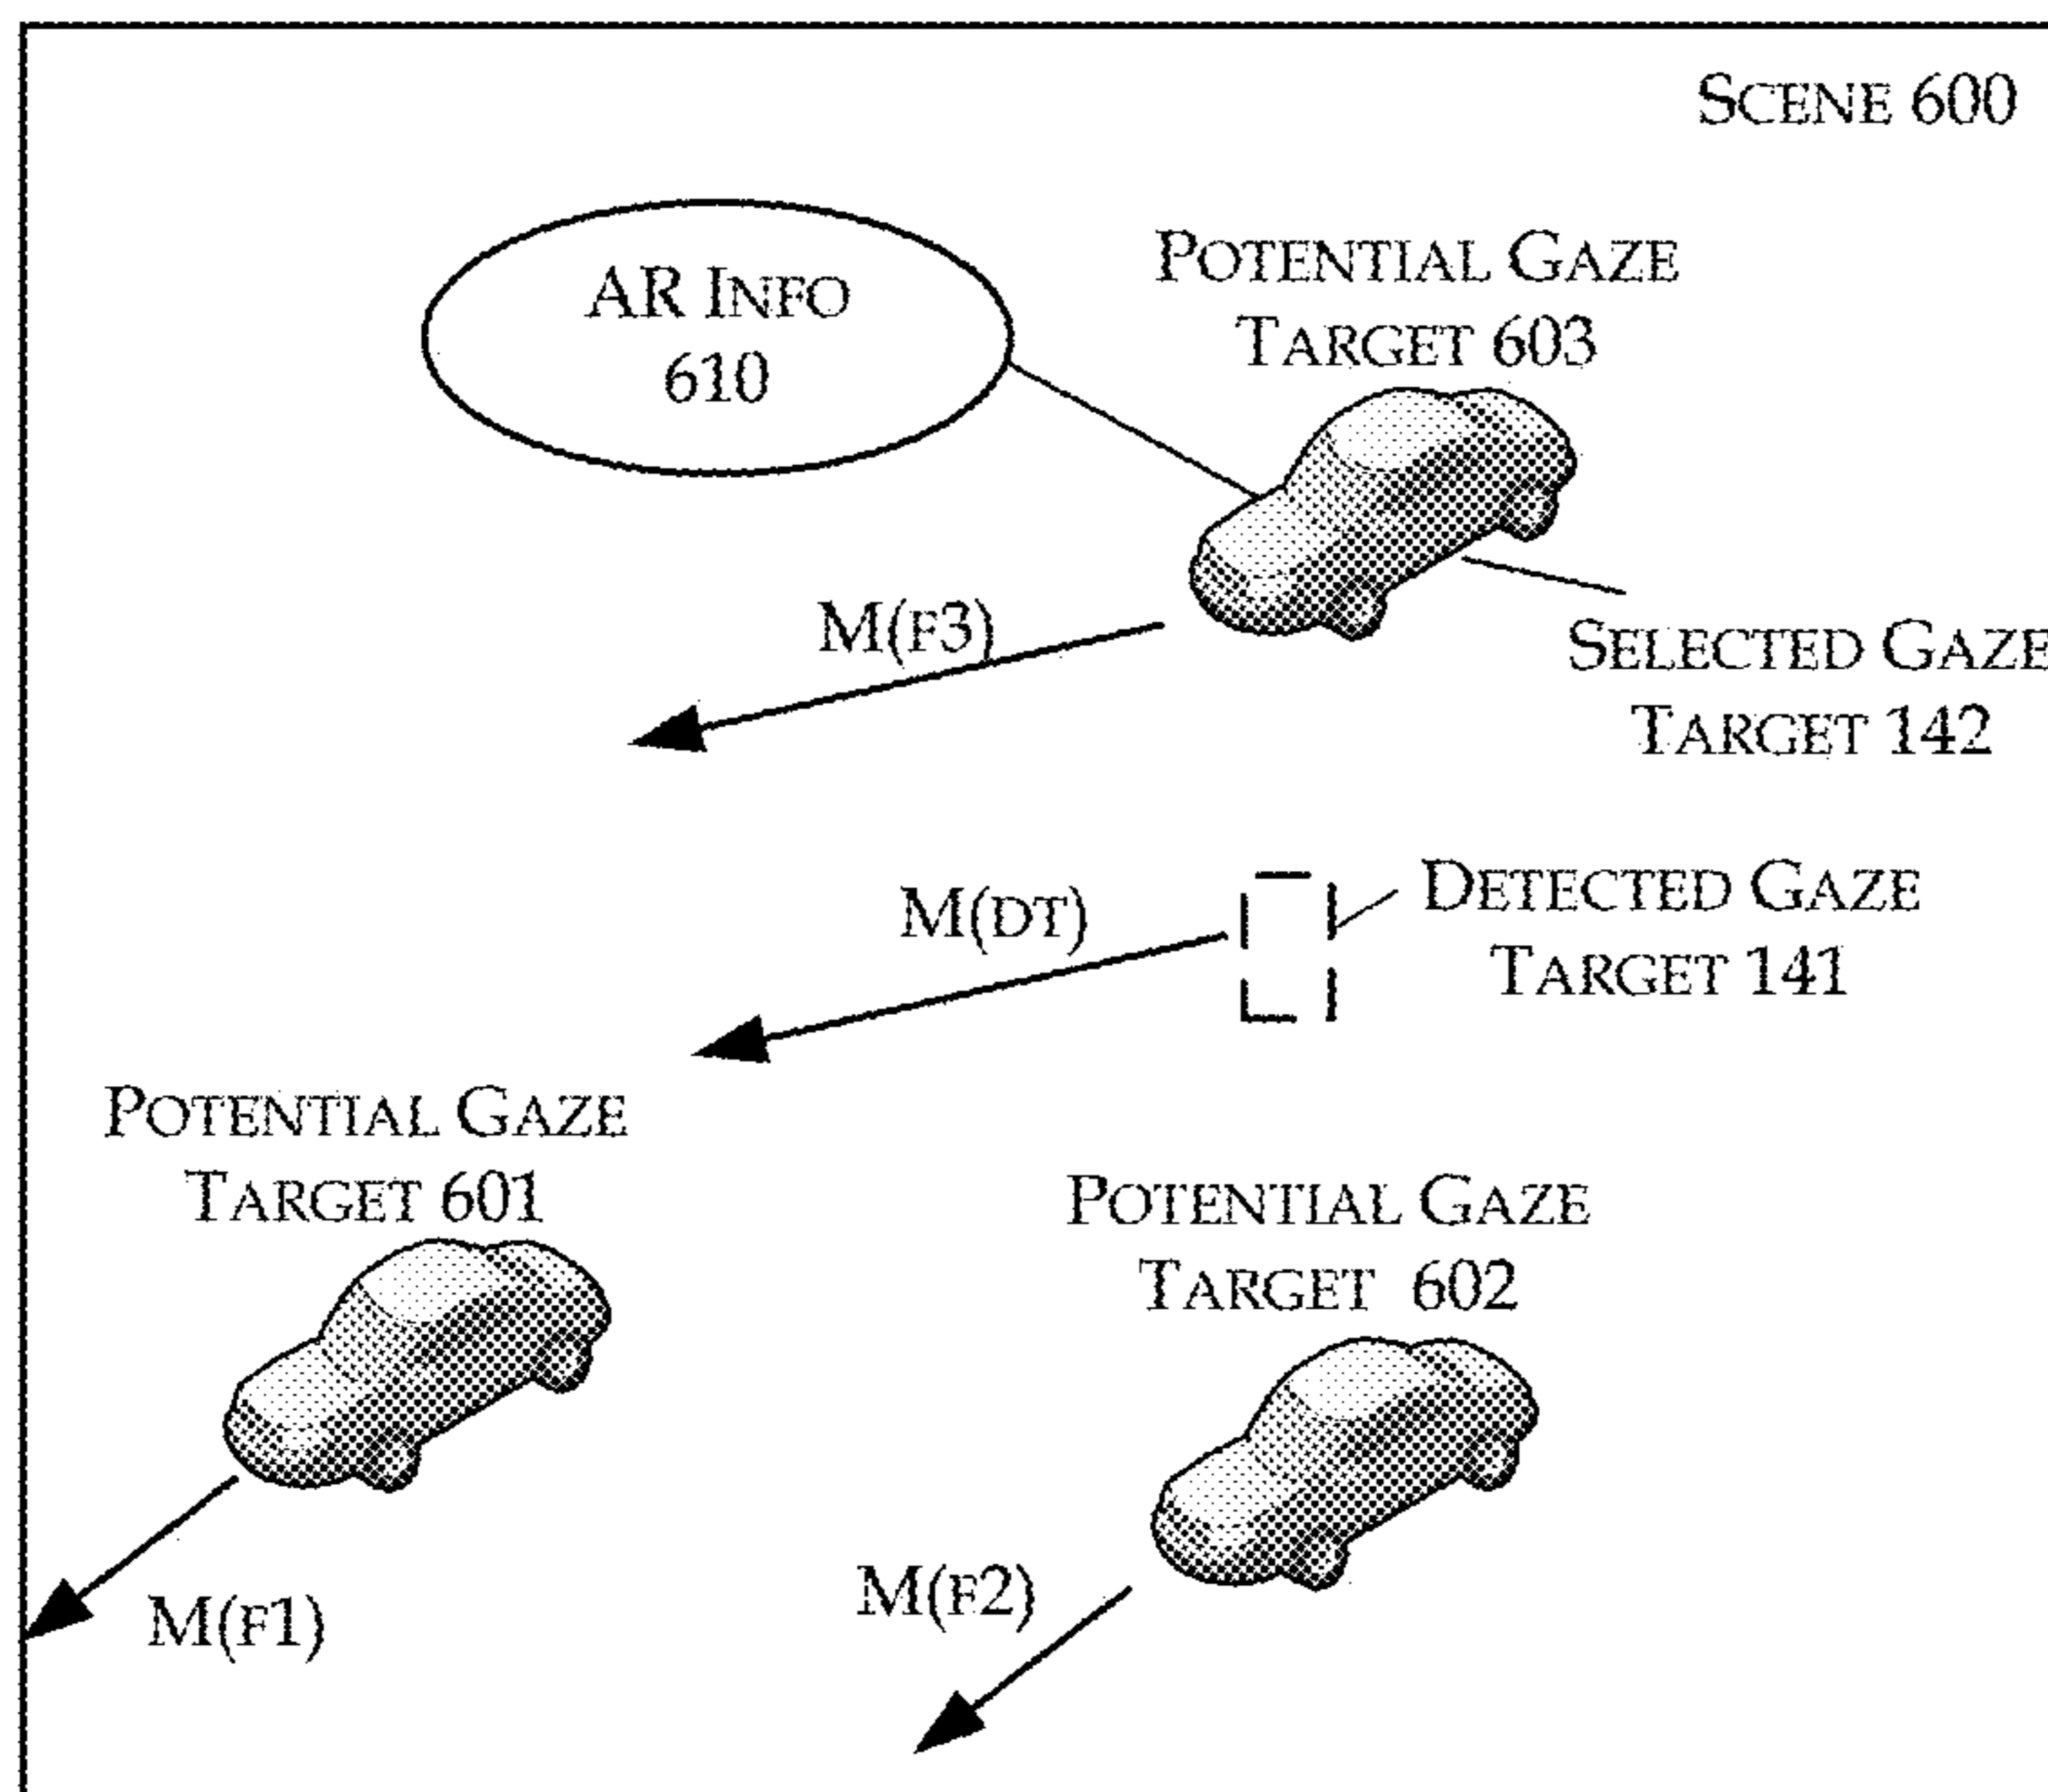 SCENE 600
AR INFO
610
POTENTIAL GAZE
TARGET 603
M(F3)
SELECTED GAZE
TARGET 142
M(DT)
DETECTED GAZE
TARGET 141
POTENTIAL GAZE
TARGET 601
POTENTIAL GAZE
TARGET 602
M(F1)
M(F2)